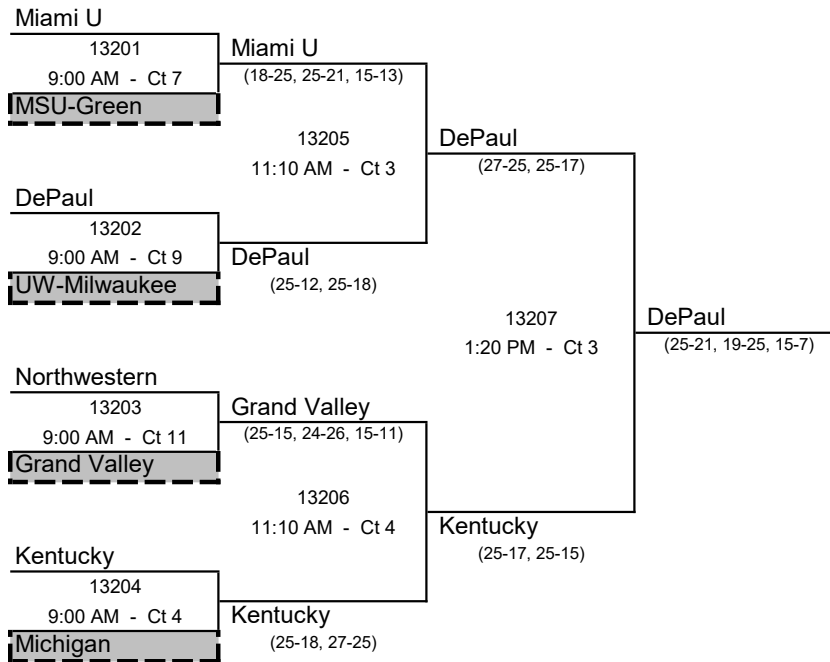 Miami U
13201
9:00 AM - Ct 7
MSU-Green
Miami U
(18-25, 25-21, 15-13)
13205
11:10 AM - Ct 3
DePaul
13202
9:00 AM - Ct 9
UW-Milwaukee
DePaul
(25-12, 25-18)
DePaul
(27-25, 25-17)
13207
1:20 PM - Ct 3
DePaul
(25-21, 19-25, 15-7)
Northwestern
13203
9:00 AM - Ct 11
Grand Valley
Grand Valley
(25-15, 24-26, 15-11)
13206
11:10 AM - Ct 4
Kentucky
(25-17, 25-15)
Kentucky
13204
9:00 AM - Ct 4
Michigan
Kentucky
(25-18, 27-25)